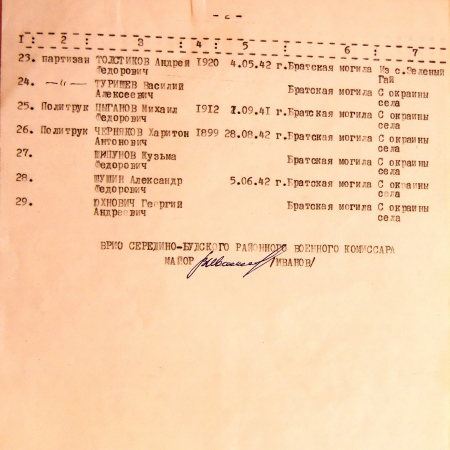 - 2 -
1 : 2 : 3 : 4 : 5 : 6 : 7
23. партизан ТОЛСТИКОВ Андрей 1920 4.05.42 г. Братская могила Из с.Зеленый
Федорович Гай
24. —"— ТУРИЩЕВ Василий Братская могила С окраины
Алексеевич села
25. Политрук ЦЫГАНОВ Михаил 1912 1.09.41 г. Братская могила С окраины
Федорович села
26. Политрук ЧЕРНЯКОВ Харитон 1899 28.08.42 г. Братская могила С окраины
Антонович села
27. Кузьма Братская могила С окраины
Федорович села
28. ШУШИН Александр 5.06.42 г. Братская могила С окраины
Федорович села
29. ЮХНОВИЧ Георгий Братская могила С окраины
Андреевич села
ВРИО СЕРЕДИНО-БУДСКОГО РАЙОННОГО ВОЕННОГО КОМИССАРА
МАЙОР /ИВАНОВ/